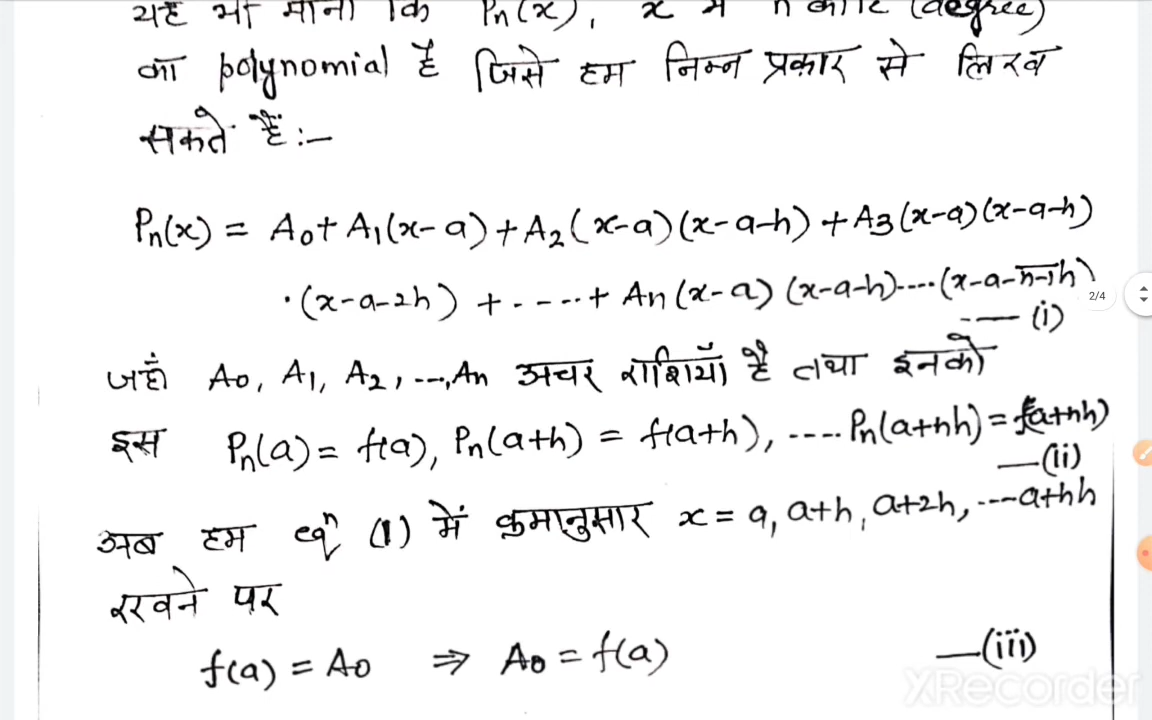 यह भी माना कि Pn(x), x में n कोटि (degree)
का polynomial है जिसे हम निम्न प्रकार से लिख
सकते हैं :-
Pn(x) = A0 + A1(x-a) + A2(x-a)(x-a-h) + A3(x-a)(x-a-h)
·(x-a-2h) + ..... + An(x-a)(x-a-h)....(x-a-n-1h)
2/4
--- (i)
जहाँ A0, A1, A2, ..., An अचर राशियाँ है तथा इनको
इस Pn(a) = f(a), Pn(a+h) = f(a+h), .... Pn(a+nh) = f(a+nh)
—(ii)
अब हम eqn (1) में क्रमानुसार x = a, a+h, a+2h, ---a+nh
रखने पर
f(a) = A0 ⇒ A0 = f(a) —(iii)
XRecorder